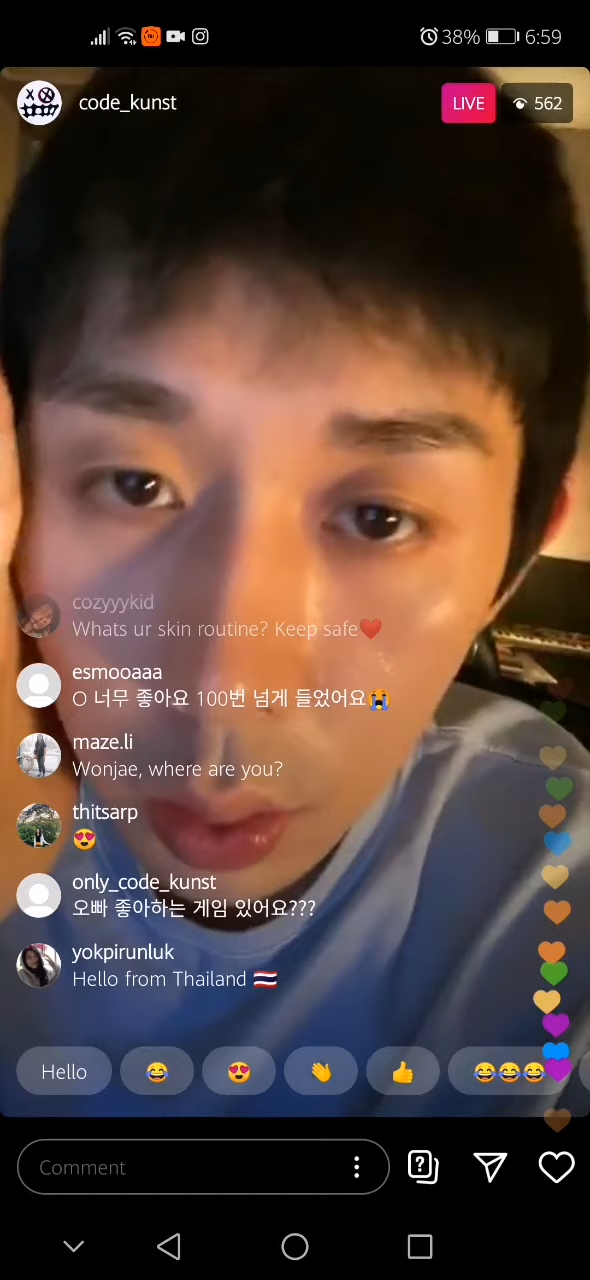 38% 6:59
code_kunst LIVE 562
cozyyykid
Whats ur skin routine? Keep safe❤️
esmooaaa
O 너무 좋아요 100번 넘게 들었어요😭
maze.li
Wonjae, where are you?
thitsarp
😍
only_code_kunst
오빠 좋아하는 게임 있어요???
yokpirunluk
Hello from Thailand 🇹🇭
Hello 😂 😍 👋 👍 😂😂😂
Comment